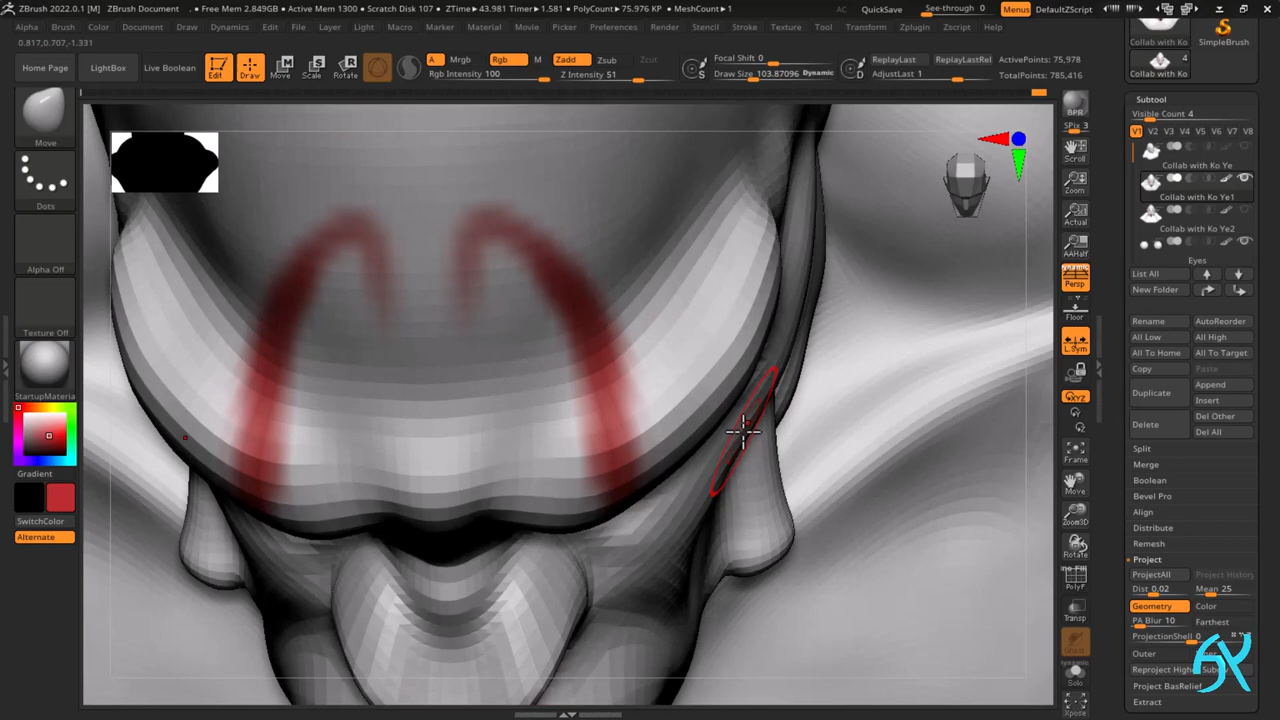 ZBrush 2022.0.1 [M]   ZBrush Document   • Free Mem 2.849GB • Active Mem 1300 • Scratch Disk 107 • ZTime▸43.981 Timer▸1.581 • PolyCount▸75.976 KP • MeshCount▸1   AC   QuickSave   See-through 0   Menus   DefaultZScript
Alpha Brush Color Document Draw Dynamics Edit File Layer Light Macro Marker Material Movie Picker Preferences Render Stencil Stroke Texture Tool Transform Zplugin Zscript Help
0.817,0.707,-1.331
Home Page LightBox Live Boolean Edit Draw Move Scale Rotate
A Mrgb Rgb M Zadd Zsub Zcut
Rgb Intensity 100 Z Intensity 51
S Focal Shift 0
Draw Size 103.87096 Dynamic
D ReplayLast ReplayLastRel
AdjustLast 1
ActivePoints: 75,978
TotalPoints: 785,416
Move
Dots
Alpha Off
Texture Off
StartupMateria
Gradient
SwitchColor
Alternate
BPR
SPix 3
Scroll
Zoom
Actual
AAHalf
Persp
Floor
L.Sym
XYZ
Y
Z
Frame
Move
Zoom3D
Rotate
PolyF
Transp
Ghost
Dynamic
Solo
Xpose
Collab with Ko SimpleBrush
4
Collab with Ko
Subtool
Visible Count 4
V1 V2 V3 V4 V5 V6 V7 V8
Collab with Ko Ye
Collab with Ko Ye1
Collab with Ko Ye2
Eyes
List All
New Folder
Rename AutoReorder
All Low All High
All To Home All To Target
Copy Paste
Duplicate Append
Insert
Delete Del Other
Del All
Split
Merge
Boolean
Bevel Pro
Align
Distribute
Remesh
Project
ProjectAll Project History
Dist 0.02 Mean 25
Geometry Color
PA Blur 10 Farthest
ProjectionShell 0
Outer
Reproject Higher Subdiv
Project BasRelief
Extract